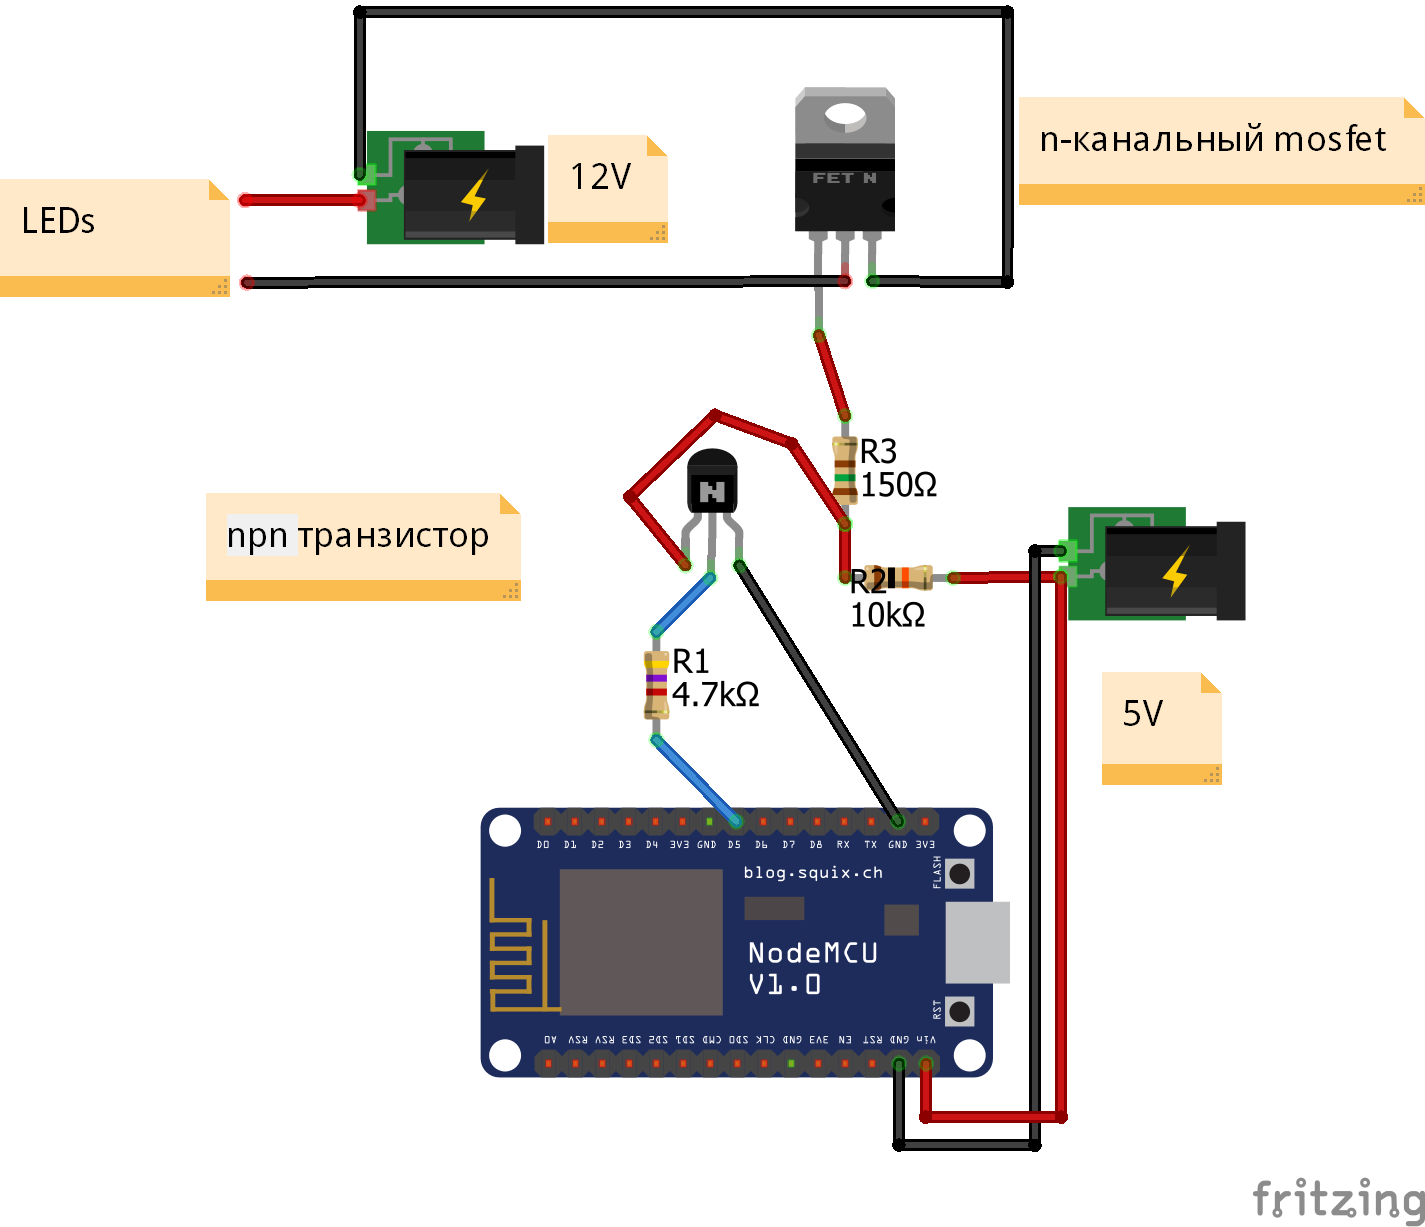 12V
n-канальный mosfet
LEDs
FET N
R3
150Ω
N
npn транзистор
R2
10kΩ
R1
4.7kΩ
5V
D0 D1 D2 D3 D4 3V3 GND D5 D6 D7 D8 RX TX GND 3V3
FLASH
blog.squix.ch
NodeMCU
V1.0
RST
A0 RSV RSV SD3 SD2 SD1 CMD SD0 CLK GND 3V3 EN RST GND Vin
fritzing